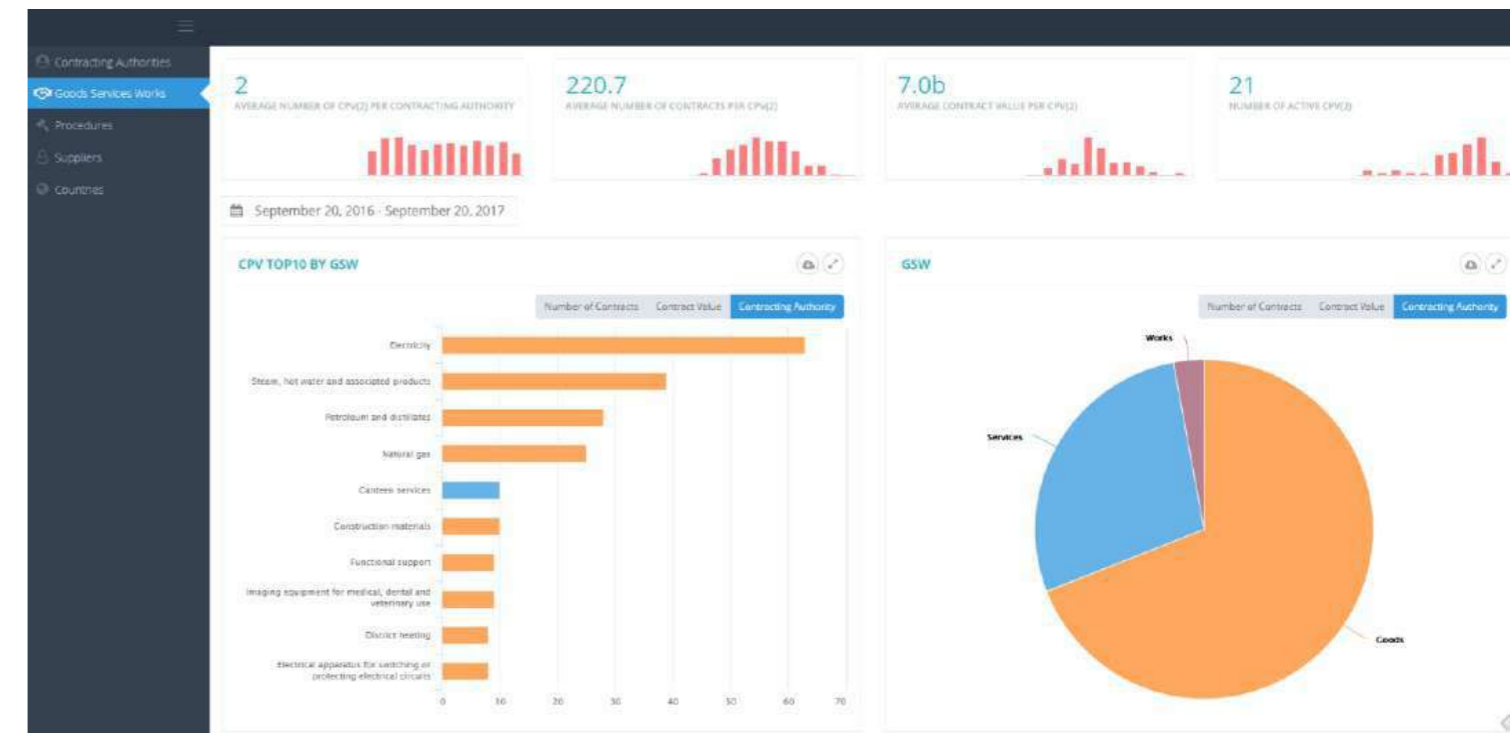 Contracting Authorities
Goods Services Works
Procedures
Suppliers
Countries
2
AVERAGE NUMBER OF CPV(2) PER CONTRACTING AUTHORITY
220.7
AVERAGE NUMBER OF CONTRACTS PER CPV(2)
7.0b
AVERAGE CONTRACT VALUE PER CPV(2)
21
NUMBER OF ACTIVE CPV(2)
September 20, 2016 - September 20, 2017
CPV TOP10 BY GSW
Number of Contracts Contract Value Contracting Authority
Electricity
Steam, hot water and associated products
Petroleum and distillates
Natural gas
Canteen services
Construction materials
Functional support
Imaging equipment for medical, dental and
veterinary use
District heating
Electrical apparatus for switching or
protecting electrical circuits
0 10 20 30 40 50 60 70
GSW
Number of Contracts Contract Value Contracting Authority
Works
Services
Goods